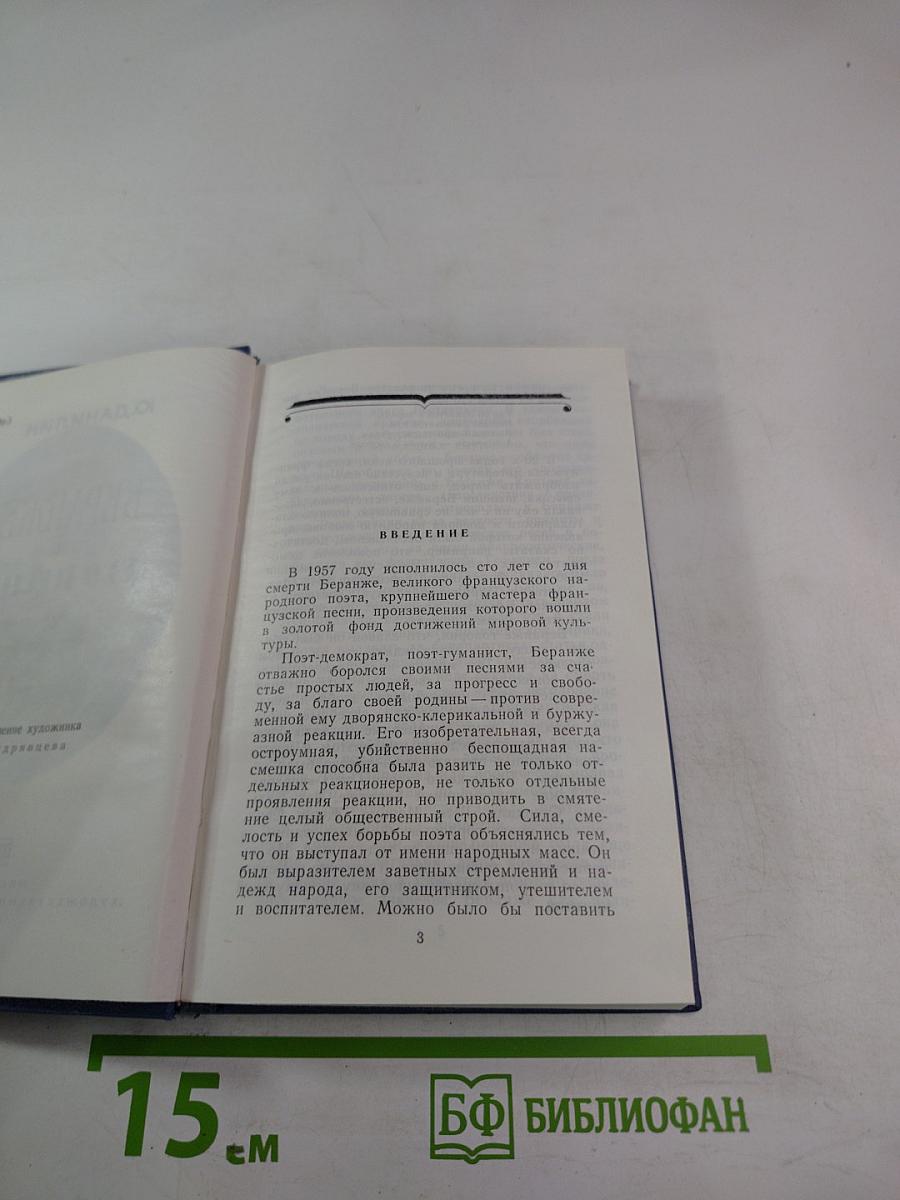 ение художника
дрявцева
ВВЕДЕНИЕ
В 1957 году исполнилось сто лет со дня
смерти Беранже, великого французского на-
родного поэта, крупнейшего мастера фран-
цузской песни, произведения которого вошли
в золотой фонд достижений мировой куль-
туры.
Поэт-демократ, поэт-гуманист, Беранже
отважно боролся своими песнями за сча-
стье простых людей, за прогресс и свобо-
ду, за благо своей родины — против совре-
менной ему дворянско-клерикальной и буржу-
азной реакции. Его изобретательная, всегда
остроумная, убийственно беспощадная на-
смешка способна была разить не только от-
дельных реакционеров, не только отдельные
проявления реакции, но приводить в смяте-
ние целый общественный строй. Сила, сме-
лость и успех борьбы поэта объяснялись тем,
что он выступал от имени народных масс. Он
был выразителем заветных стремлений и на-
дежд народа, его защитником, утешителем
и воспитателем. Можно было бы поставить
3
15 см
БФ БИБЛИОФАН